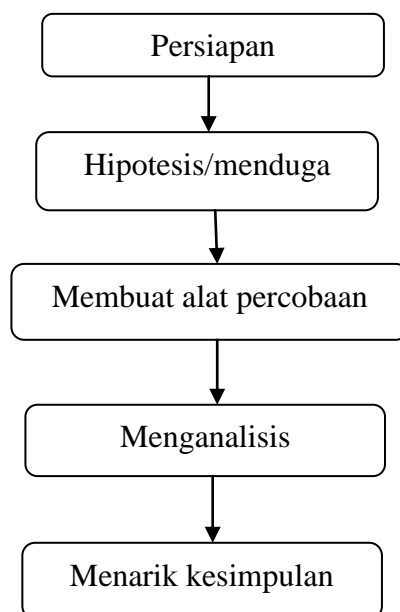 Persiapan
Hipotesis/menduga
Membuat alat percobaan
Menganalisis
Menarik kesimpulan